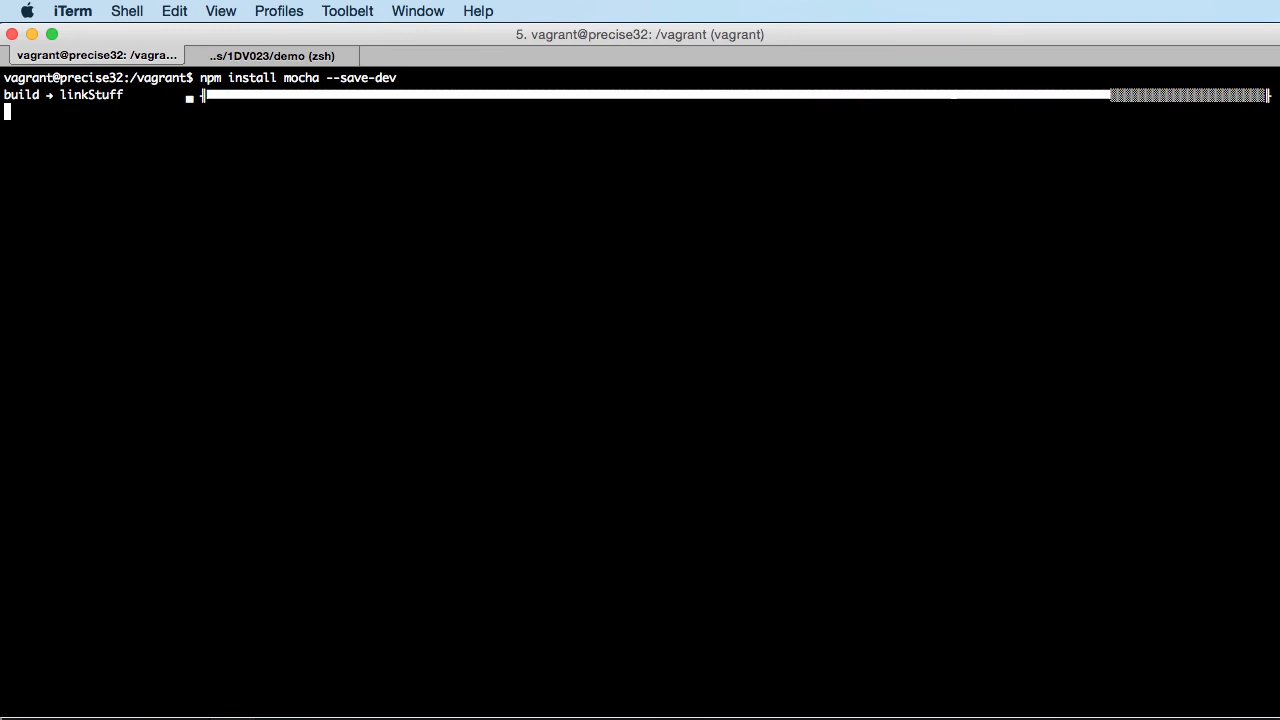 iTerm Shell Edit View Profiles Toolbelt Window Help
5. vagrant@precise32: /vagrant (vagrant)
vagrant@precise32: /vagra... ..s/1DV023/demo (zsh)
vagrant@precise32:/vagrant$ npm install mocha --save-dev
build → linkStuff